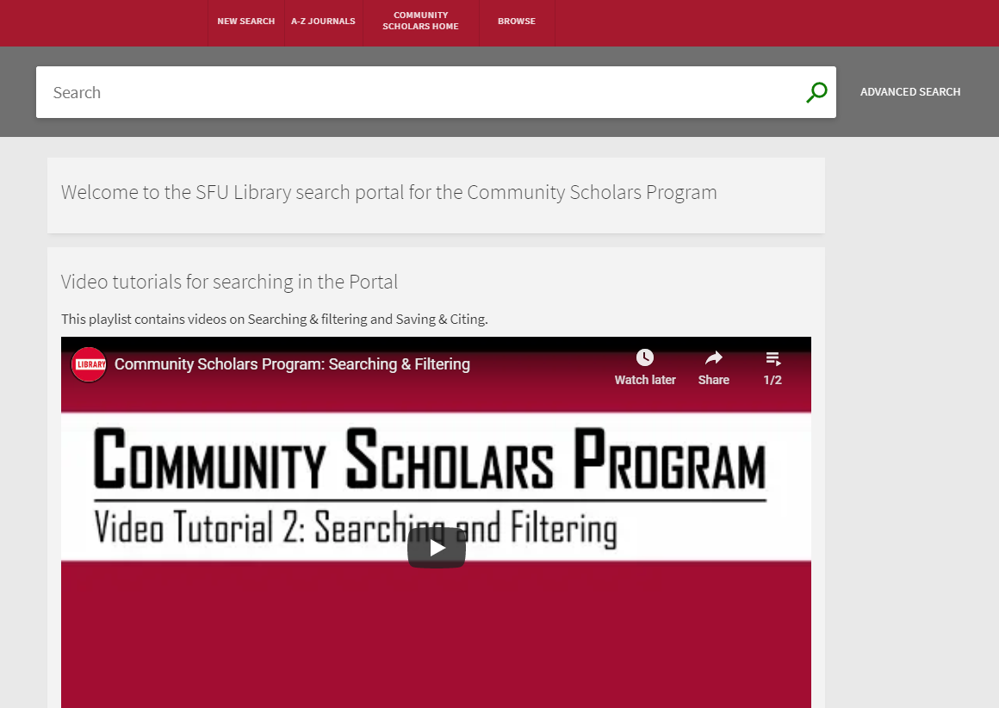 NEW SEARCH
A-Z JOURNALS
COMMUNITY
SCHOLARS HOME
BROWSE
Search
ADVANCED SEARCH
Welcome to the SFU Library search portal for the Community Scholars Program
Video tutorials for searching in the Portal
This playlist contains videos on Searching & filtering and Saving & Citing.
LIBRARY
Community Scholars Program: Searching & Filtering
Watch later
Share
1/2
COMMUNITY SCHOLARS PROGRAM
Video Tutorial 2: Searching and Filtering